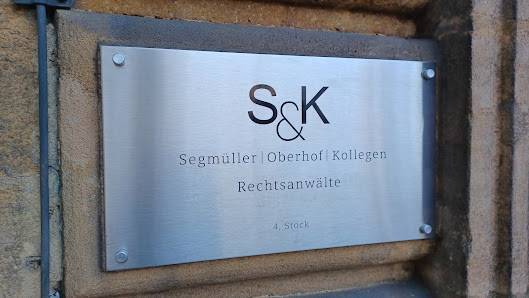 S&K
Segmüller|Oberhof|Kollegen
Rechtsanwälte
4. Stock